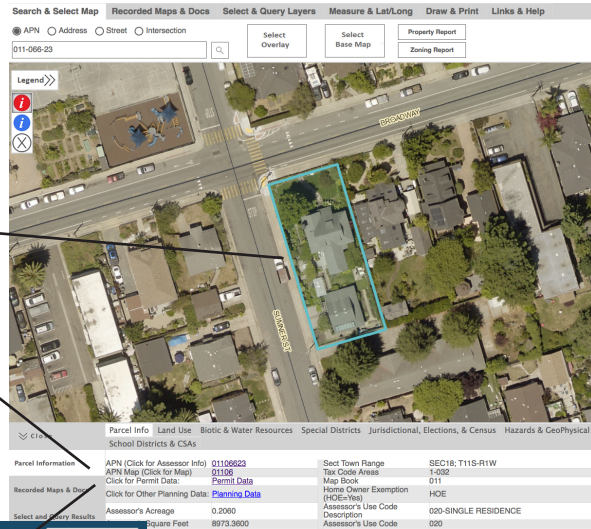 Search & Select Map Recorded Maps & Docs Select & Query Layers Measure & Lat/Long Draw & Print Links & Help
APN Address Street Intersection
011-066-23
Select Overlay
Select Base Map
Property Report
Zoning Report
Legend>>
i
i
BROADWAY
SUMNER ST
Close
Parcel Info Land Use Biotic & Water Resources Special Districts Jurisdictional, Elections, & Census Hazards & GeoPhysical
School Districts & CSAs
Parcel Information
Recorded Maps & Docs
Select and Query Results
APN (Click for Assessor Info) 01106623 Sect Town Range SEC18; T11S-R1W
APN Map (Click for Map) 01106 Tax Code Areas 1-032
Click for Permit Data: Permit Data Map Book 011
Click for Other Planning Data: Planning Data Home Owner Exemption (HOE=Yes) HOE
Assessor's Acreage 0.2060 Assessor's Use Code Description 020-SINGLE RESIDENCE
Square Feet 8973.3600 Assessor's Use Code 020